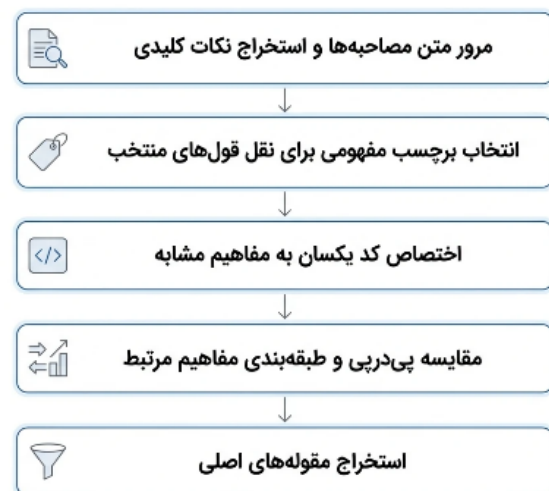 مرور متن مصاحبه‌ها و استخراج نکات کلیدی
انتخاب برچسب مفهومی برای نقل قول‌های منتخب
</>
اختصاص کد یکسان به مفاهیم مشابه
مقایسه پی‌درپی و طبقه‌بندی مفاهیم مرتبط
استخراج مقوله‌های اصلی